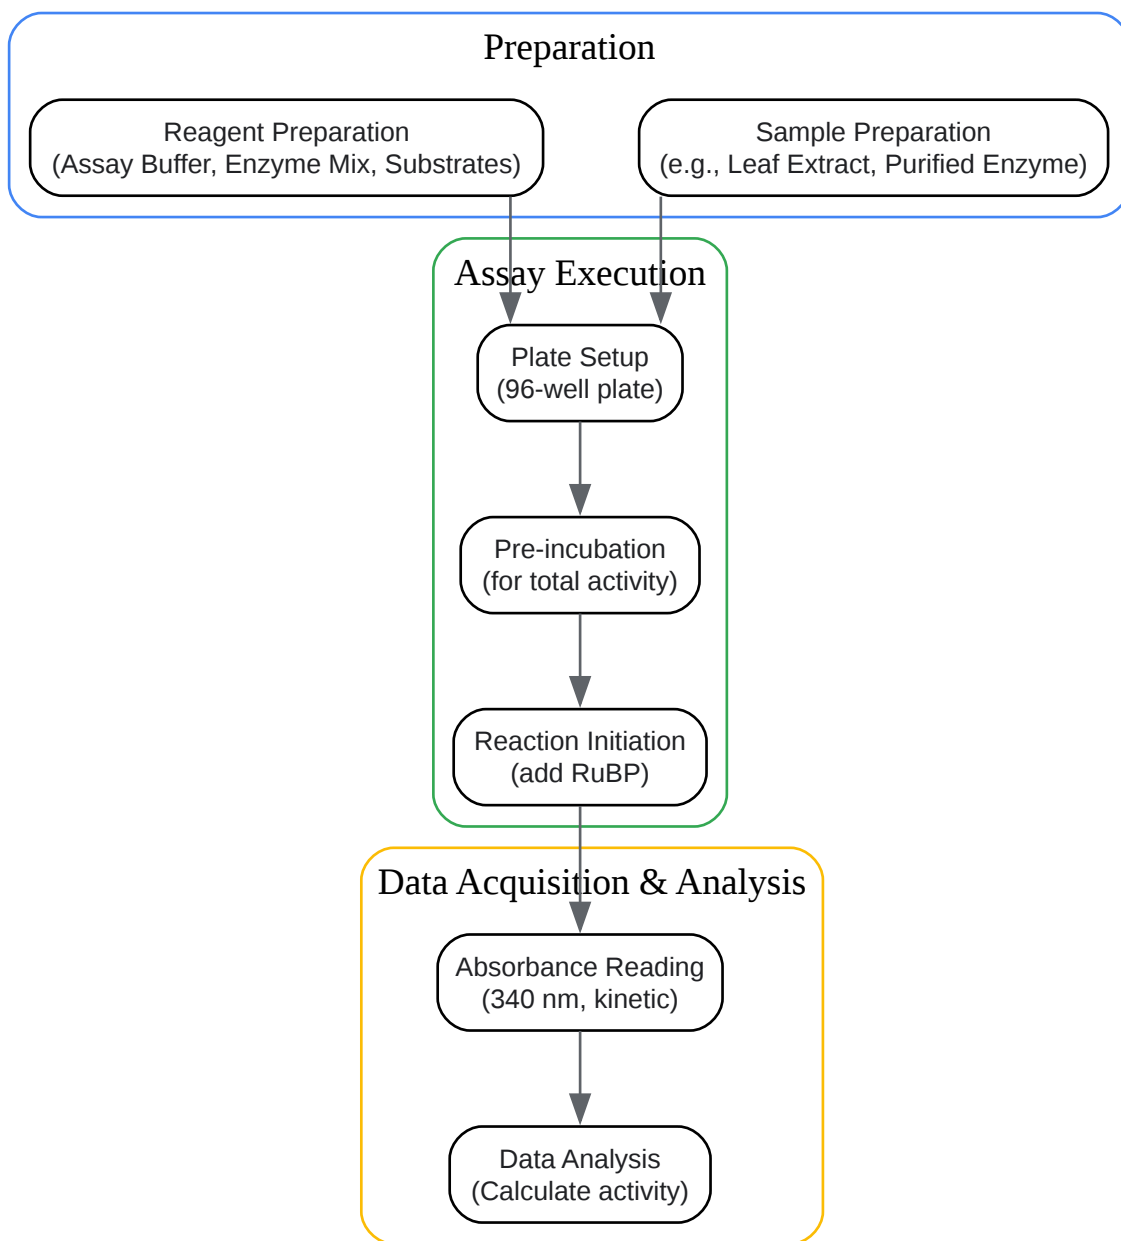 Preparation
Reagent Preparation
(Assay Buffer, Enzyme Mix, Substrates)
Sample Preparation
(e.g., Leaf Extract, Purified Enzyme)
Assay Execution
Plate Setup
(96-well plate)
Pre-incubation
(for total activity)
Reaction Initiation
(add RuBP)
Data Acquisition & Analysis
Absorbance Reading
(340 nm, kinetic)
Data Analysis
(Calculate activity)